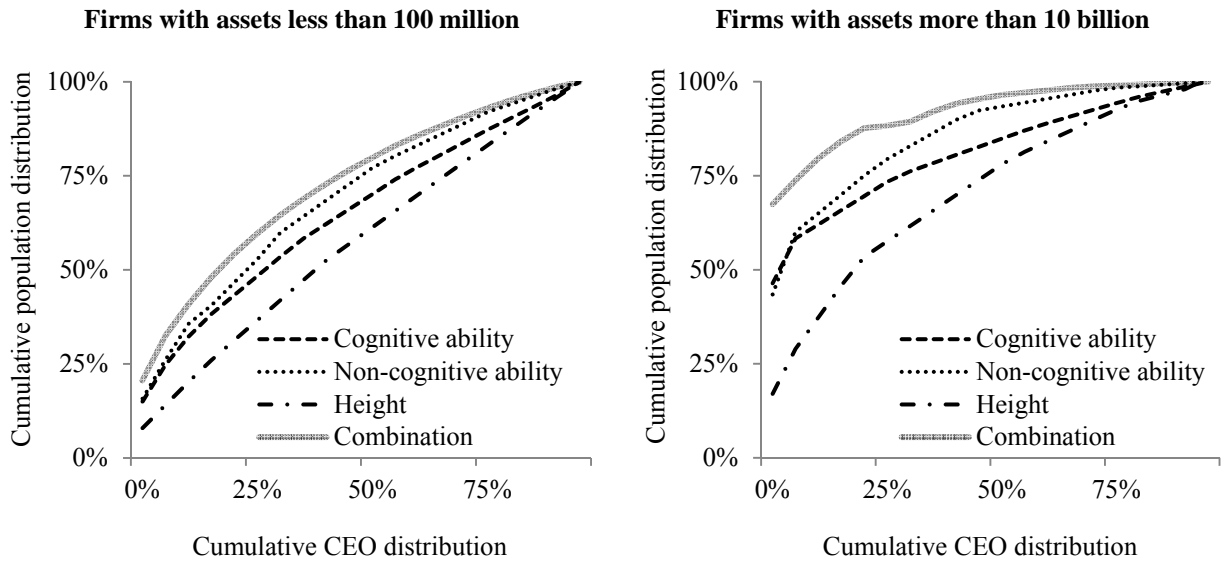 Firms with assets less than 100 million
Cumulative population distribution
100%
75%
50%
25%
0%
Cognitive ability
Non-cognitive ability
Height
Combination
0% 25% 50% 75%
Cumulative CEO distribution
Firms with assets more than 10 billion
Cumulative population distribution
100%
75%
50%
25%
0%
Cognitive ability
Non-cognitive ability
Height
Combination
0% 25% 50% 75%
Cumulative CEO distribution